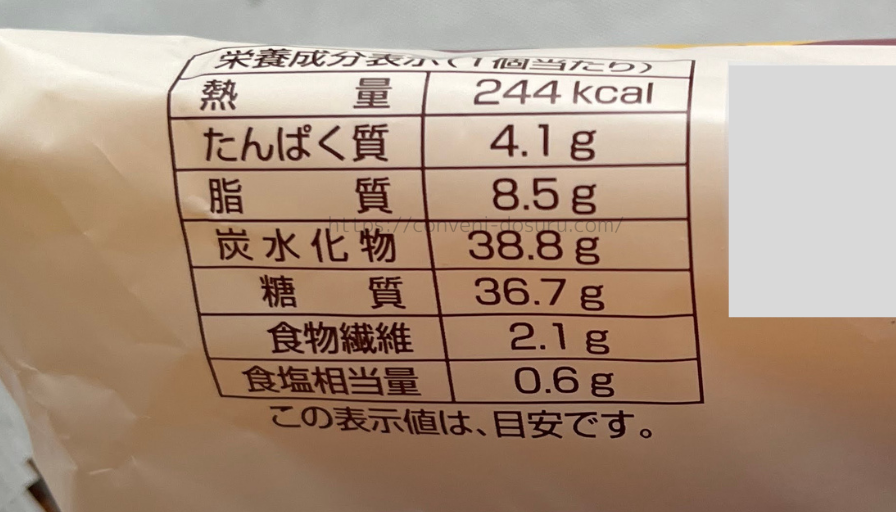 栄養成分表示(1個当たり)
熱量 244 kcal
たんぱく質 4.1 g
脂質 8.5 g
https://conveni-dosuru.com/
炭水化物 38.8 g
糖質 36.7 g
食物繊維 2.1 g
食塩相当量 0.6 g
この表示値は、目安です。